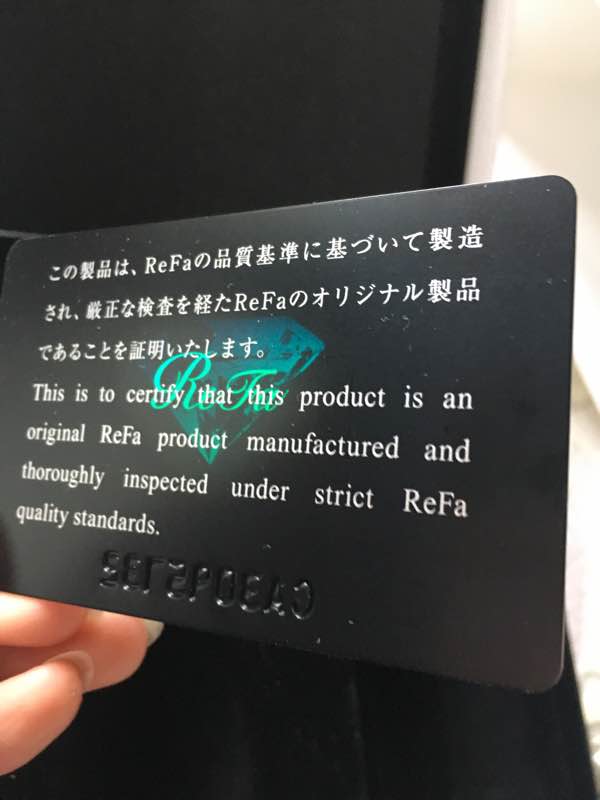 この製品は、ReFaの品質基準に基づいて製造
され、厳正な検査を経たReFaのオリジナル製品
であることを証明いたします。
ReFa
This is to certify that this product is an
original ReFa product manufactured and
thoroughly inspected under strict ReFa
quality standards.